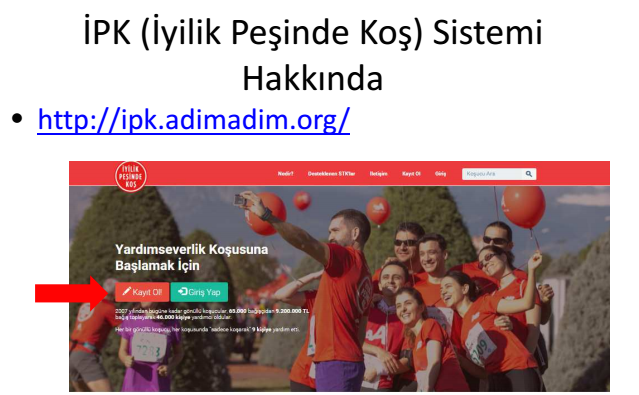 İPK (İyilik Peşinde Koş) Sistemi
Hakkında
• http://ipk.adimadim.org/
İYİLİK
PEŞİNDE
KOŞ
Nedir? Desteklenen STK'lar İletişim Kayıt Ol Giriş Koşucu Ara
Yardımseverlik Koşusuna
Başlamak İçin
Kayıt Ol! Giriş Yap
2007 yılından bugüne kadar gönüllü koşucular, 69.000 bağışçıdan 9.200.000 TL
bağış toplayarak 46.000 kişiye yardımcı oldular.
Her bir gönüllü koşucu, her koşusunda "sadece koşarak" 9 kişiye yardım etti.